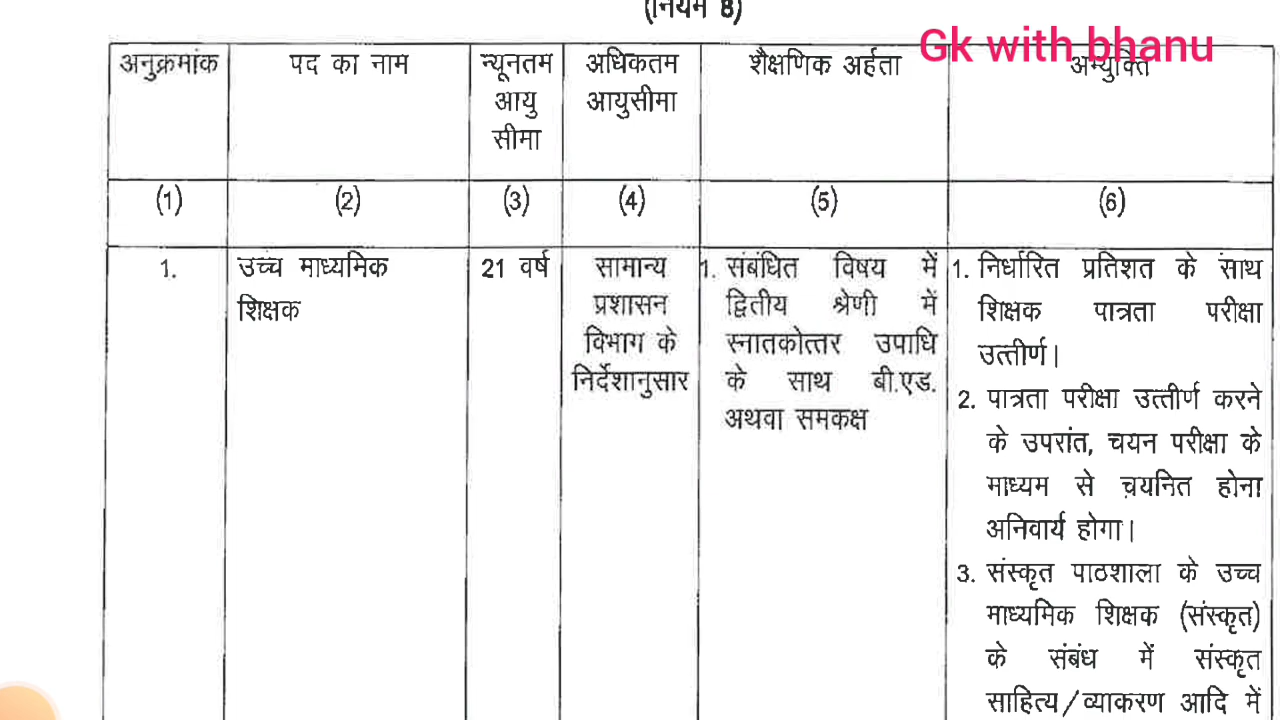 (नियम 8)
Gk with bhanu
अनुक्रमांक पद का नाम न्यूनतम आयु सीमा अधिकतम आयुसीमा शैक्षणिक अर्हता अभ्युक्ति
(1) (2) (3) (4) (5) (6)
1. उच्च माध्यमिक
शिक्षक
21 वर्ष
सामान्य
प्रशासन
विभाग के
निर्देशानुसार
1. संबंधित विषय में
द्वितीय श्रेणी में
स्नातकोत्तर उपाधि
के साथ बी.एड.
अथवा समकक्ष
1. निर्धारित प्रतिशत के साथ
शिक्षक पात्रता परीक्षा
उत्तीर्ण।
2. पात्रता परीक्षा उत्तीर्ण करने
के उपरांत, चयन परीक्षा के
माध्यम से चयनित होना
अनिवार्य होगा।
3. संस्कृत पाठशाला के उच्च
माध्यमिक शिक्षक (संस्कृत)
के संबंध में संस्कृत
साहित्य/व्याकरण आदि में